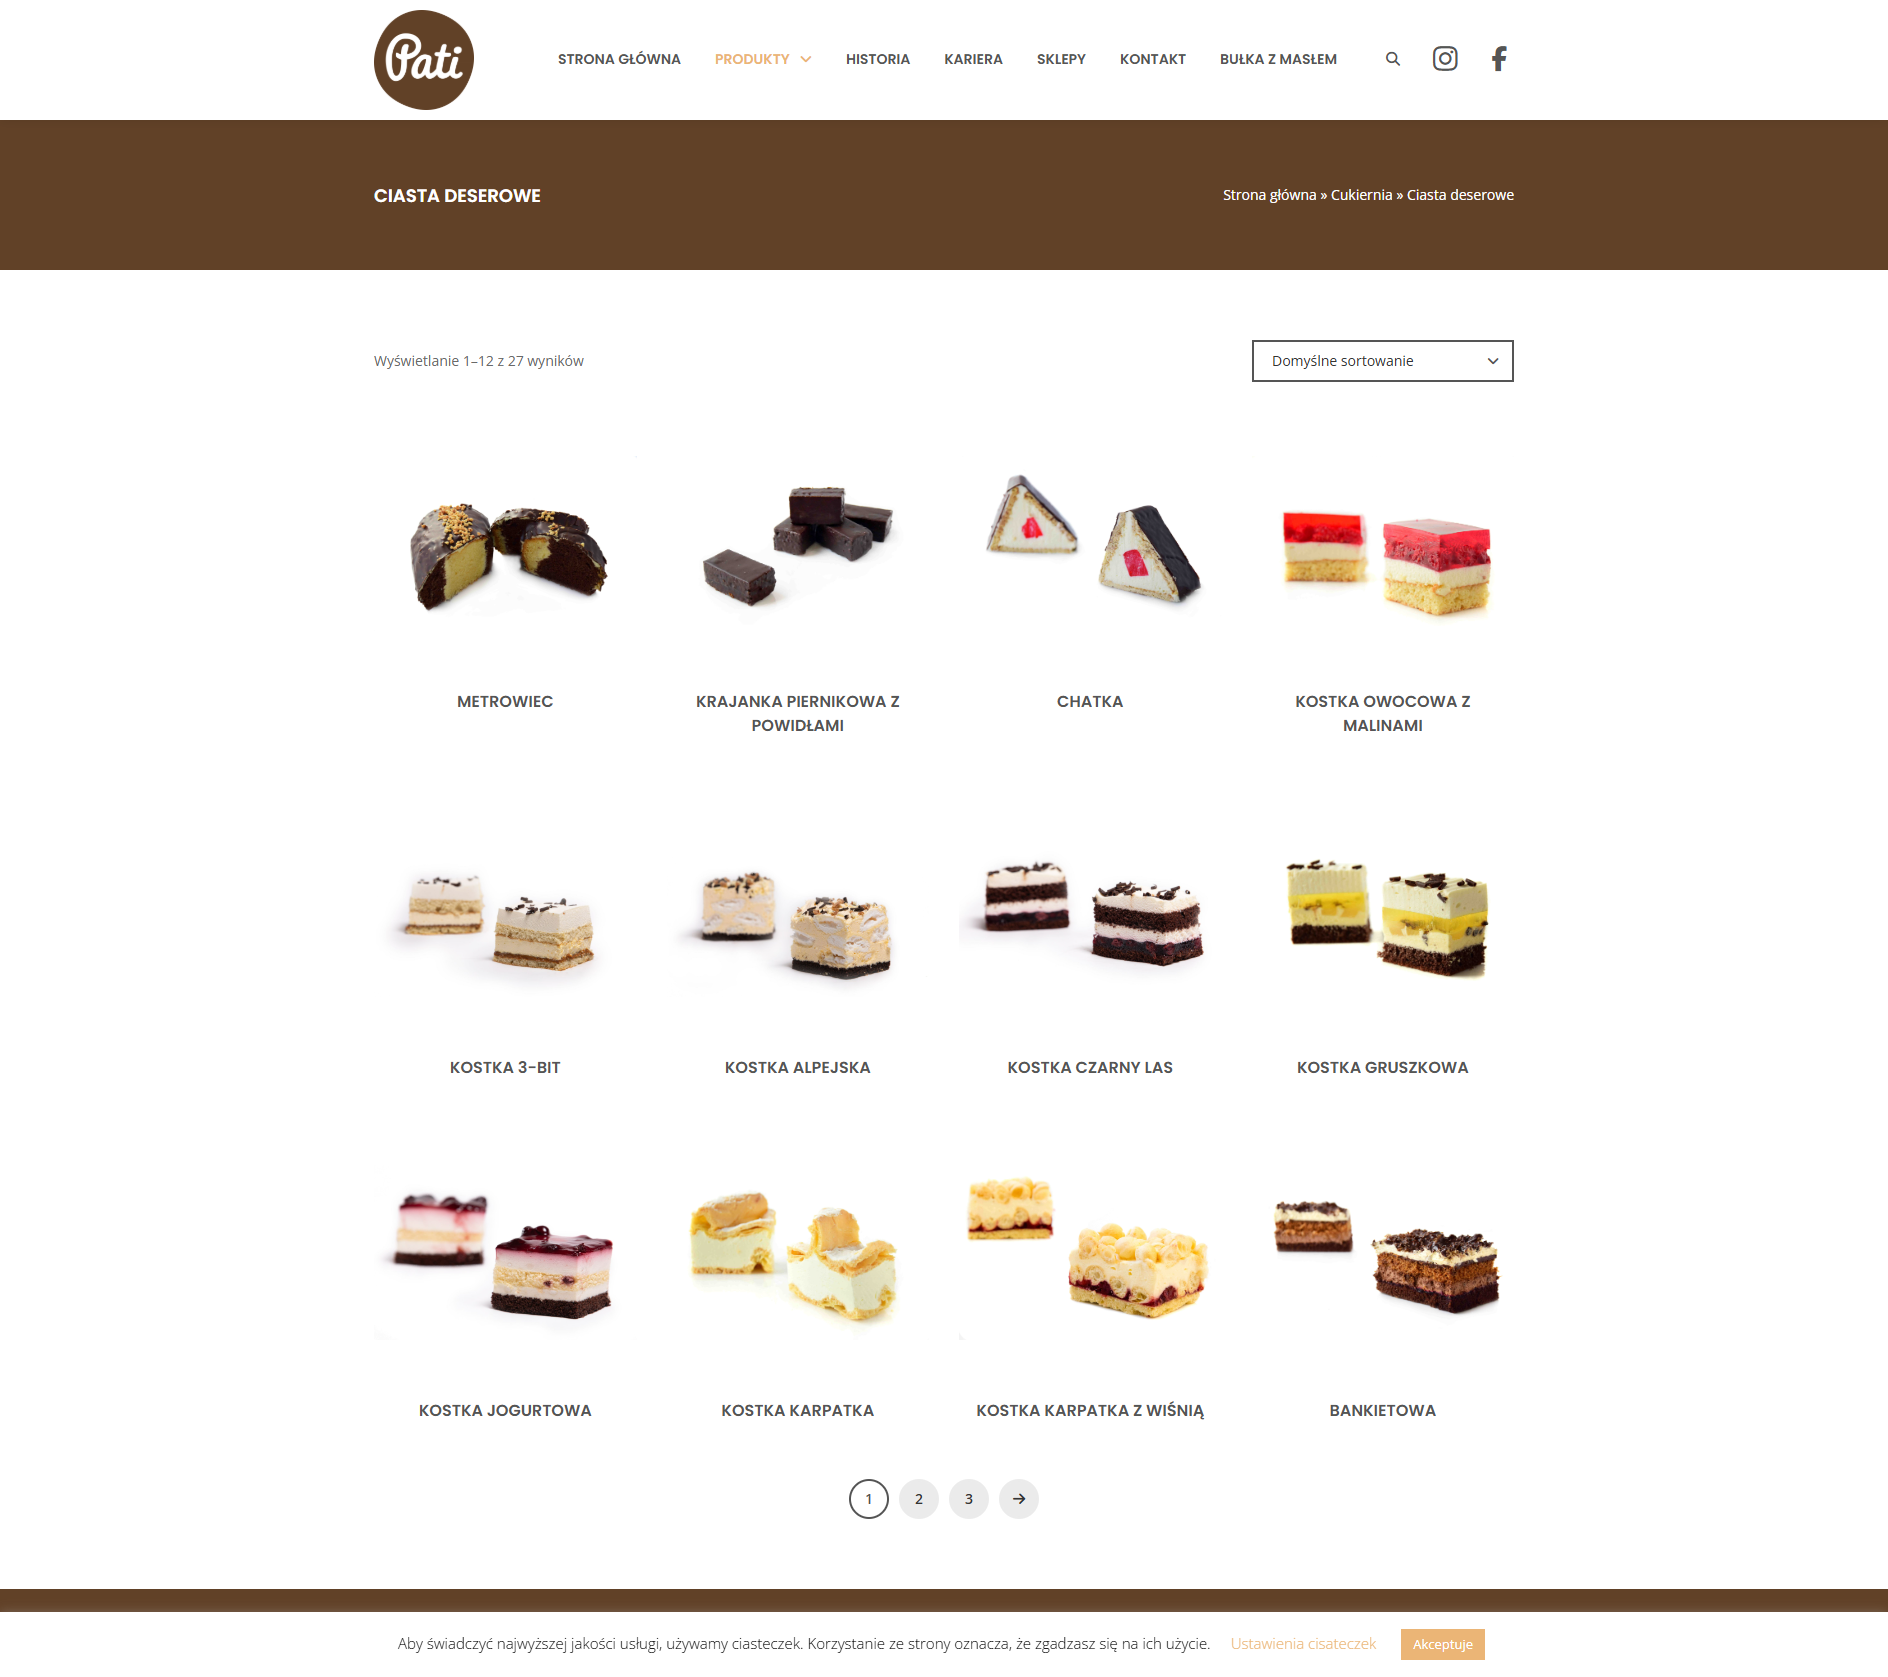 Pati
STRONA GŁÓWNA
PRODUKTY
HISTORIA
KARIERA
SKLEPY
KONTAKT
BUŁKA Z MASŁEM
CIASTA DESEROWE
Strona główna » Cukiernia » Ciasta deserowe
Wyświetlanie 1–12 z 27 wyników
Domyślne sortowanie
METROWIEC
KRAJANKA PIERNIKOWA Z
POWIDŁAMI
CHATKA
KOSTKA OWOCOWA Z
MALINAMI
KOSTKA 3-BIT
KOSTKA ALPEJSKA
KOSTKA CZARNY LAS
KOSTKA GRUSZKOWA
KOSTKA JOGURTOWA
KOSTKA KARPATKA
KOSTKA KARPATKA Z WIŚNIĄ
BANKIETOWA
1
2
3
Aby świadczyć najwyższej jakości usługi, używamy ciasteczek. Korzystanie ze strony oznacza, że zgadzasz się na ich użycie.
Ustawienia cisateczek
Akceptuje